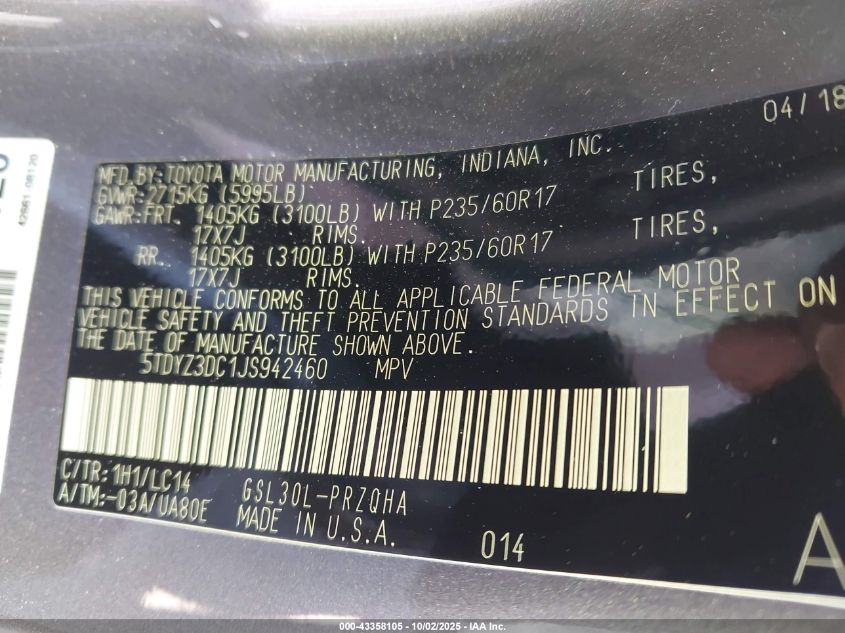 04/18
MFD.BY:TOYOTA MOTOR MANUFACTURING, INDIANA, INC.
GVWR:2715KG (5995LB)
GAWR:FRT. 1405KG (3100LB) WITH P235/60R17 TIRES,
17X7J RIMS.
RR. 1405KG (3100LB) WITH P235/60R17 TIRES,
17X7J RIMS.
THIS VEHICLE CONFORMS TO ALL APPLICABLE FEDERAL MOTOR
VEHICLE SAFETY AND THEFT PREVENTION STANDARDS IN EFFECT ON
THE DATE OF MANUFACTURE SHOWN ABOVE.
5TDYZ3DC1JS942460 MPV
C/TR:1H1/LC14
A/TM:-03A/UA80E GSL30L-PRZQHA
MADE IN U.S.A. 014
A
42661-08120
000-43358105 - 10/02/2025 - IAA Inc.